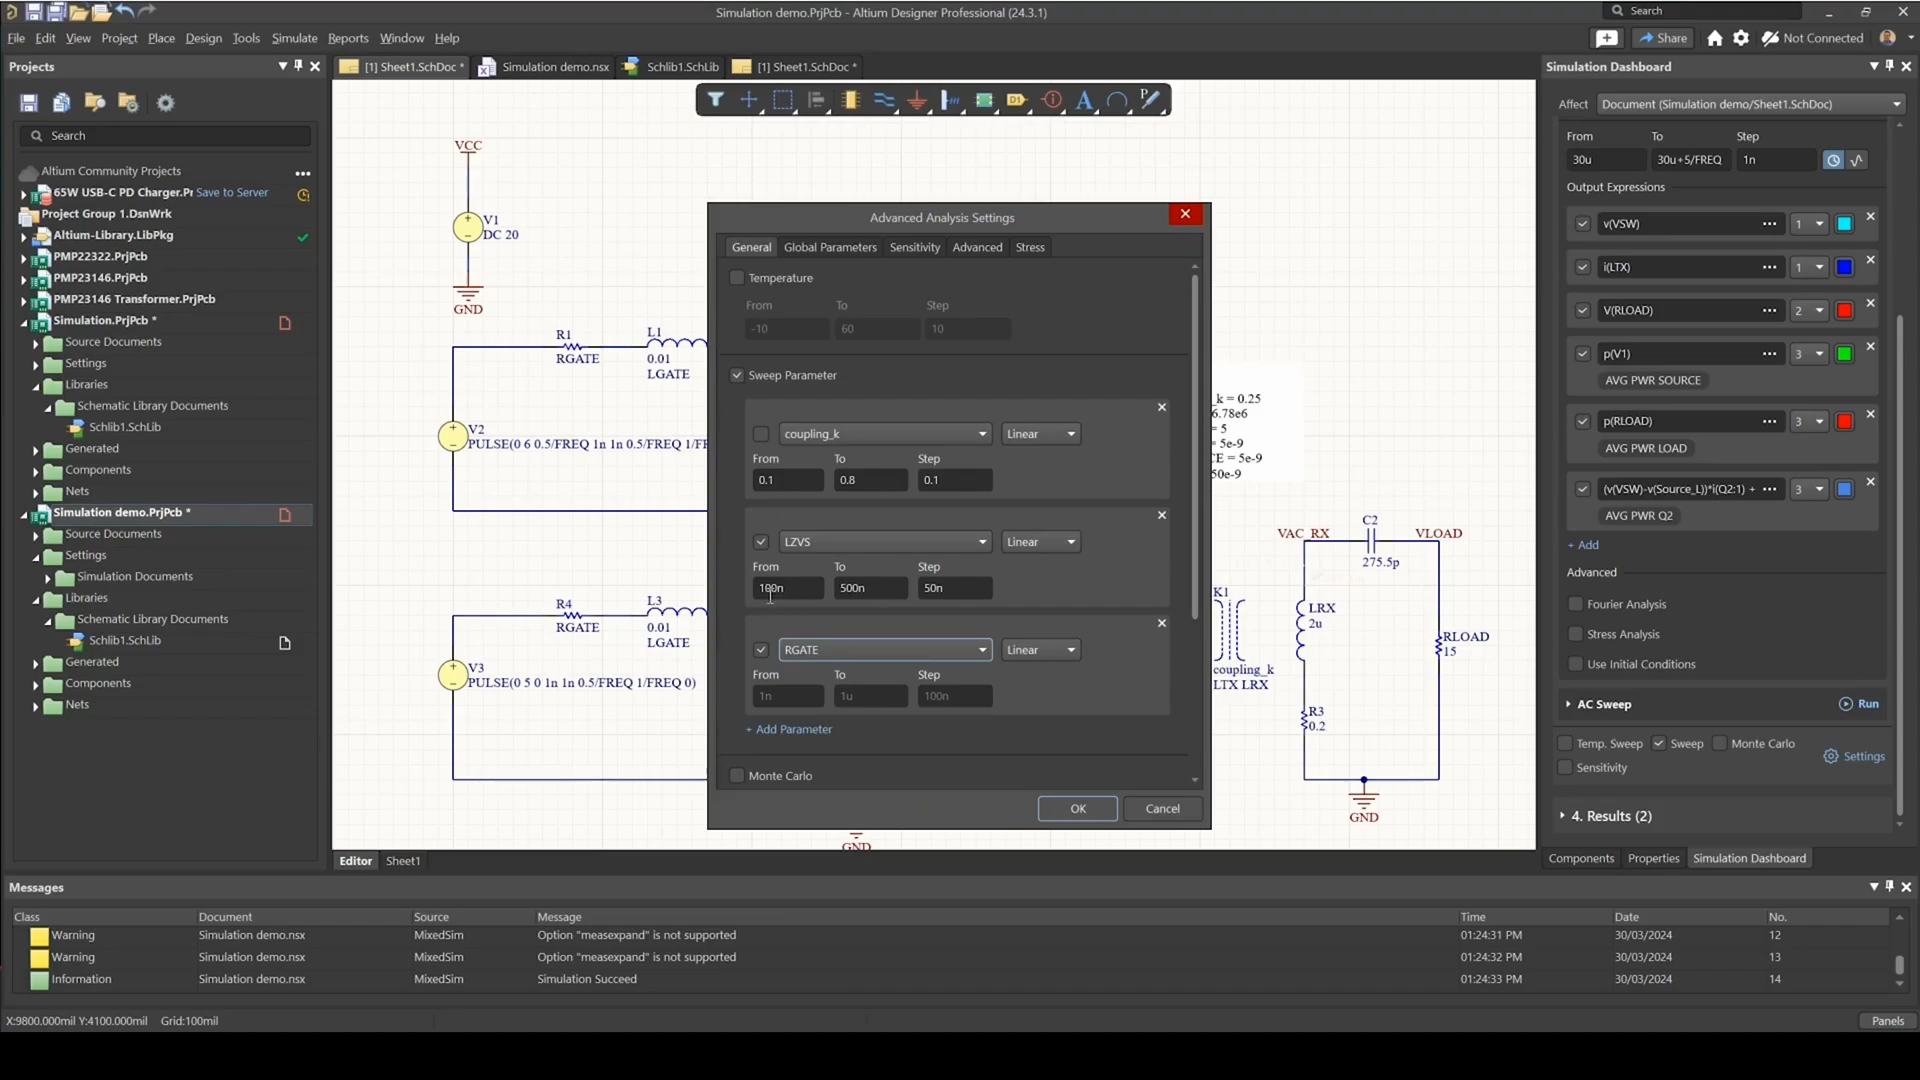 Simulation demo.PrjPcb - Altium Designer Professional (24.3.1)
Search
File Edit View Project Place Design Tools Simulate Reports Window Help
Share
Not Connected
Projects
[1] Sheet1.SchDoc *
Simulation demo.nsx
Schlib1.SchLib
[1] Sheet1.SchDoc *
Search
Altium Community Projects
65W USB-C PD Charger.Pr Save to Server
Project Group 1.DsnWrk
Altium-Library.LibPkg
PMP22322.PrjPcb
PMP23146.PrjPcb
PMP23146 Transformer.PrjPcb
Simulation.PrjPcb *
Source Documents
Settings
Libraries
Schematic Library Documents
Schlib1.SchLib
Generated
Components
Nets
Simulation demo.PrjPcb *
Source Documents
Settings
Simulation Documents
Libraries
Schematic Library Documents
Schlib1.SchLib
Generated
Components
Nets
VCC
V1
DC 20
GND
R1
RGATE
L1
0.01
LGATE
V2
PULSE(0 6 0.5/FREQ 1n 1n 0.5/FREQ 1/FR
R4
RGATE
L3
0.01
LGATE
V3
PULSE(0 5 0 1n 1n 0.5/FREQ 1/FREQ 0)
GND
Advanced Analysis Settings
General Global Parameters Sensitivity Advanced Stress
Temperature
From To Step
-10 60 10
Sweep Parameter
coupling_k Linear
From To Step
0.1 0.8 0.1
LZVS Linear
From To Step
100n 500n 50n
RGATE Linear
From To Step
1n 1u 100n
+ Add Parameter
Monte Carlo
OK Cancel
_k = 0.25
6.78e6
= 5
= 5e-9
CE = 5e-9
50e-9
K1
coupling_k
LTX LRX
VAC_RX
C2
275.5p
VLOAD
LRX
2u
RLOAD
15
R3
0.2
GND
Editor Sheet1
Simulation Dashboard
Affect Document (Simulation demo/Sheet1.SchDoc)
From To Step
30u 30u+5/FREQ 1n
Output Expressions
v(VSW) 1
i(LTX) 1
V(RLOAD) 2
p(V1) 3
AVG PWR SOURCE
p(RLOAD) 3
AVG PWR LOAD
(v(VSW)-v(Source_L))*i(Q2:1) + 3
AVG PWR Q2
+ Add
Advanced
Fourier Analysis
Stress Analysis
Use Initial Conditions
AC Sweep Run
Temp. Sweep Sweep Monte Carlo
Sensitivity
Settings
4. Results (2)
Components Properties Simulation Dashboard
Messages
Class Document Source Message Time Date No.
Warning Simulation demo.nsx MixedSim Option "measexpand" is not supported 01:24:31 PM 30/03/2024 12
Warning Simulation demo.nsx MixedSim Option "measexpand" is not supported 01:24:32 PM 30/03/2024 13
Information Simulation demo.nsx MixedSim Simulation Succeed 01:24:33 PM 30/03/2024 14
X:9800.000mil Y:4100.000mil Grid:100mil
Panels